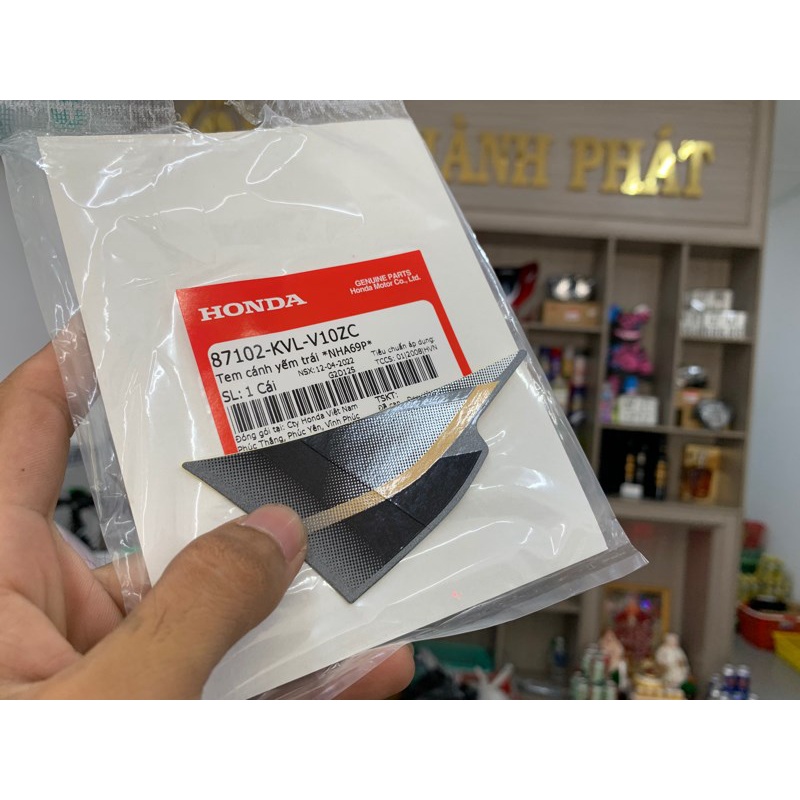 ÀNH PHÁT
HONDA
GENUINE PARTS
Honda Motor Co., Ltd.
87102-KVL-V10ZC
Tem cánh yếm trái *NHA69P*
NSX:12-04-2022
Tiêu chuẩn áp dụng:
TCCS: 01:2008/HVN
SL: 1 Cái
G2D12S
TSKT:
Đóng gói tại: Cty Honda Việt Nam
Phúc Thắng, Phúc Yên, Vĩnh Phúc